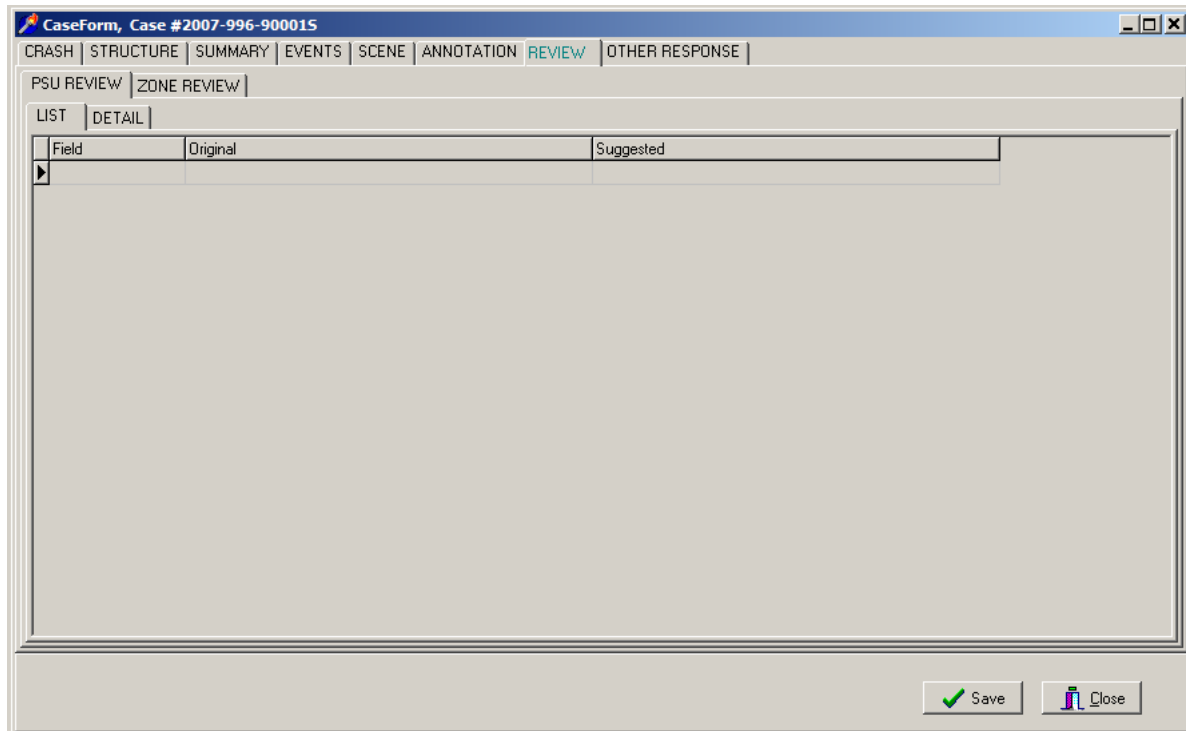 CaseForm, Case #2007-996-900015
CRASH STRUCTURE SUMMARY EVENTS SCENE ANNOTATION REVIEW OTHER RESPONSE
PSU REVIEW ZONE REVIEW
LIST DETAIL
Field Original Suggested
Save Close